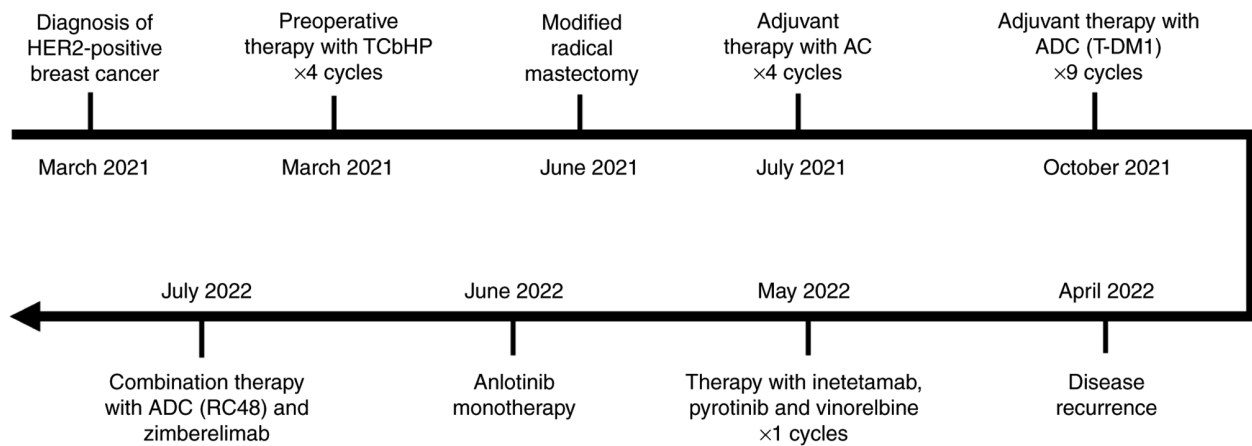 Diagnosis of
HER2-positive
breast cancer
Preoperative
therapy with TCbHP
×4 cycles
Modified
radical
mastectomy
Adjuvant
therapy with AC
×4 cycles
Adjuvant therapy with
ADC (T-DM1)
×9 cycles
March 2021
March 2021
June 2021
July 2021
October 2021
July 2022
June 2022
May 2022
April 2022
Combination therapy
with ADC (RC48) and
zimberelimab
Anlotinib
monotherapy
Therapy with inetetamab,
pyrotinib and vinorelbine
×1 cycles
Disease
recurrence